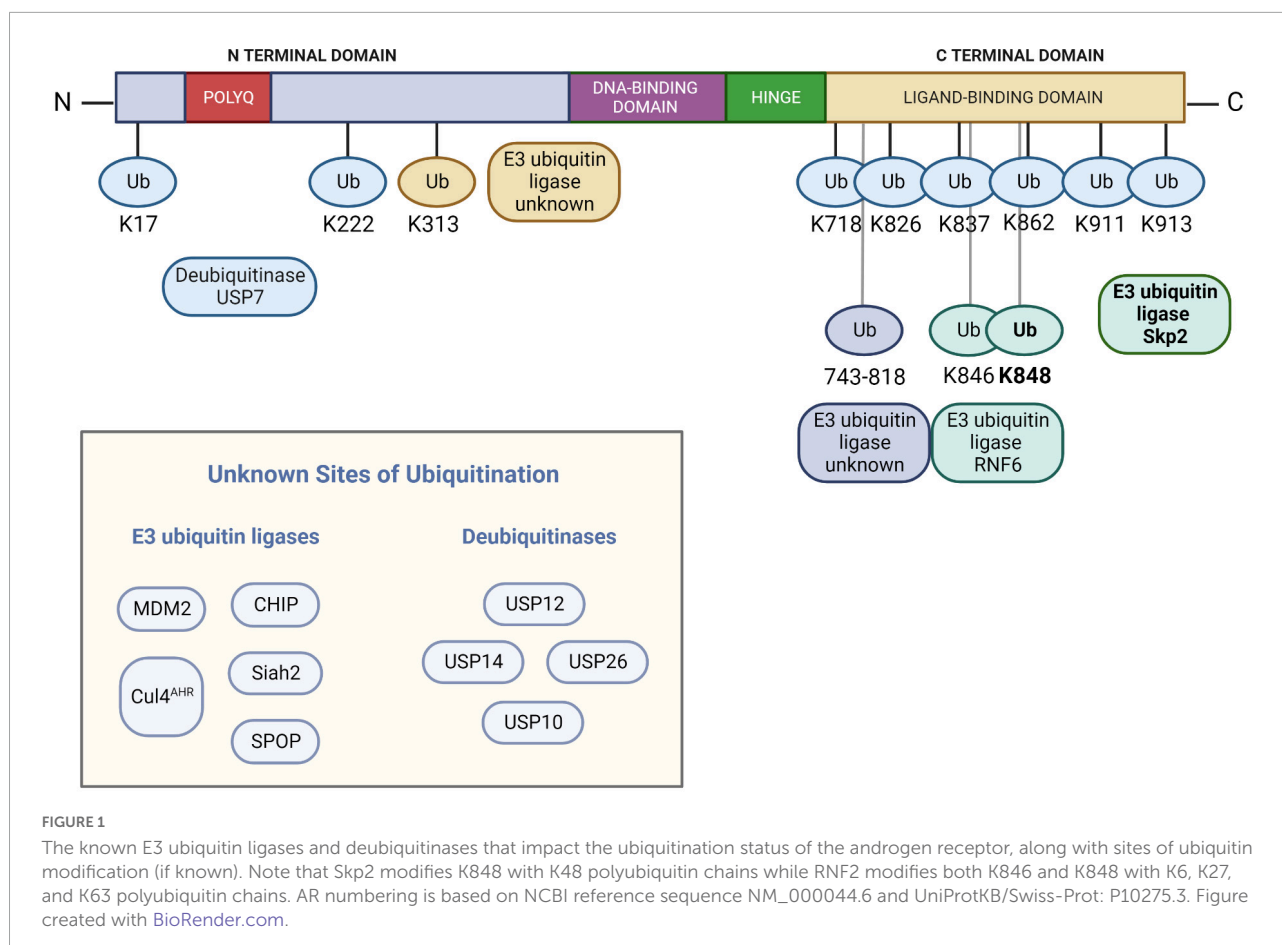 N TERMINAL DOMAIN
C TERMINAL DOMAIN
N
POLYQ
DNA-BINDING
DOMAIN
HINGE
LIGAND-BINDING DOMAIN
C
Ub
K17
Ub
K222
Ub
K313
E3 ubiquitin
ligase
unknown
Ub
K718
Ub
K826
Ub
K837
Ub
K862
Ub
K911
Ub
K913
Deubiquitinase
USP7
Ub
743-818
Ub
K846
Ub
K848
E3 ubiquitin
ligase
Skp2
E3 ubiquitin
ligase
unknown
E3 ubiquitin
ligase
RNF6
Unknown Sites of Ubiquitination
E3 ubiquitin ligases
MDM2
CHIP
Cul4AHR
Siah2
SPOP
Deubiquitinases
USP12
USP14
USP26
USP10
FIGURE 1
The known E3 ubiquitin ligases and deubiquitinases that impact the ubiquitination status of the androgen receptor, along with sites of ubiquitin
modification (if known). Note that Skp2 modifies K848 with K48 polyubiquitin chains while RNF2 modifies both K846 and K848 with K6, K27,
and K63 polyubiquitin chains. AR numbering is based on NCBI reference sequence NM_000044.6 and UniProtKB/Swiss-Prot: P10275.3. Figure
created with BioRender.com.